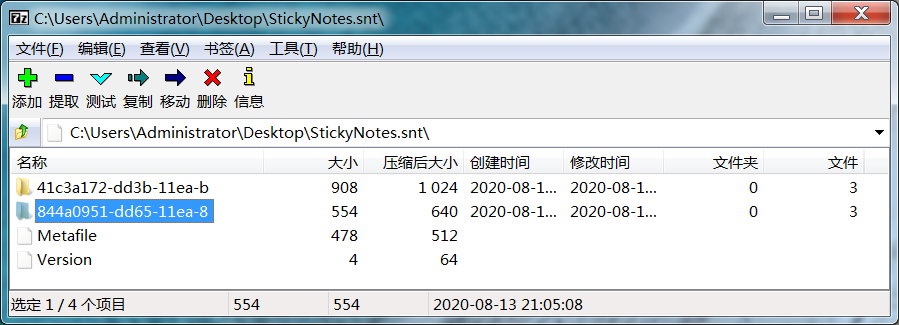 C:\Users\Administrator\Desktop\StickyNotes.snt\
文件(F) 编辑(E) 查看(V) 书签(A) 工具(T) 帮助(H)
添加 提取 测试 复制 移动 删除 信息
C:\Users\Administrator\Desktop\StickyNotes.snt\
名称 大小 压缩后大小 创建时间 修改时间 文件夹 文件
41c3a172-dd3b-11ea-b 908 1 024 2020-08-1... 2020-08-1... 0 3
844a0951-dd65-11ea-8 554 640 2020-08-1... 2020-08-1... 0 3
Metafile 478 512
Version 4 64
选定 1 / 4 个项目 554 554 2020-08-13 21:05:08